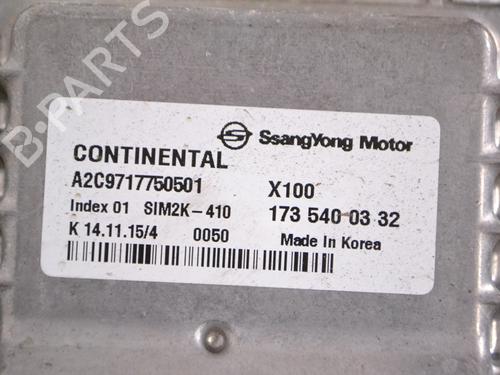 B-PARTS
SsangYong Motor
CONTINENTAL
A2C9717750501 X100
Index 01 SIM2K-410 173 540 03 32
K 14.11.15/4 0050 Made In Korea